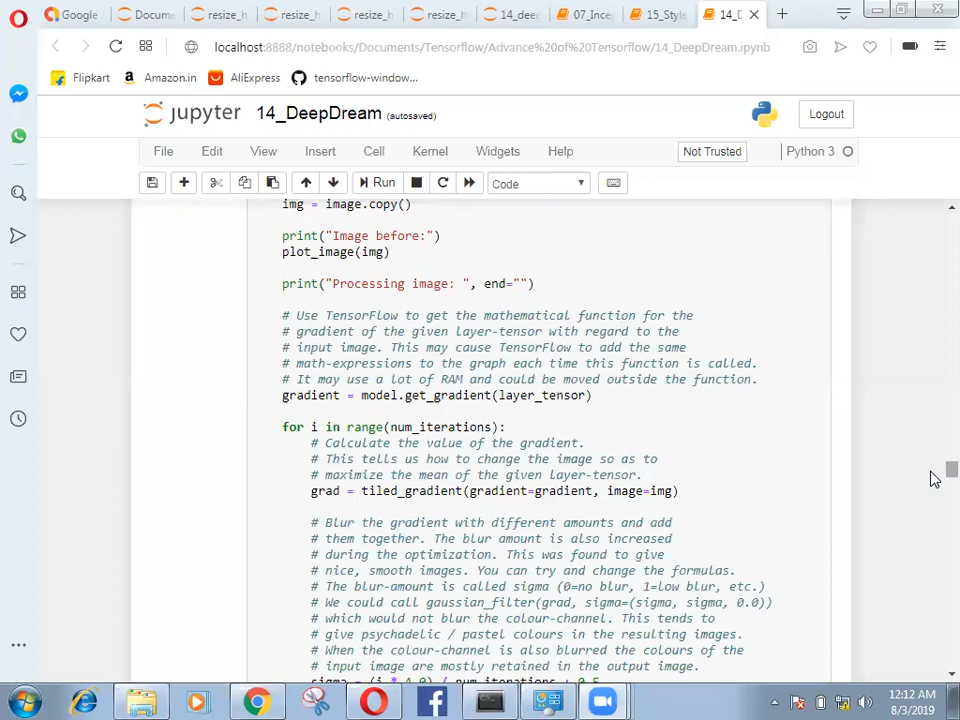 Google
Docume
resize_h
resize_h
resize_h
resize_h
14_deep
07_Ince
15_Style
14_D
localhost:8888/notebooks/Documents/Tensorflow/Advance%20of%20Tensorflow/14_DeepDream.ipynb
Flipkart
Amazon.in
AliExpress
tensorflow-window...
jupyter
14_DeepDream (autosaved)
Logout
File Edit View Insert Cell Kernel Widgets Help
Not Trusted
Python 3
Run
Code
img = image.copy()
print("Image before:")
plot_image(img)
print("Processing image: ", end="")
# Use TensorFlow to get the mathematical function for the
# gradient of the given layer-tensor with regard to the
# input image. This may cause TensorFlow to add the same
# math-expressions to the graph each time this function is called.
# It may use a lot of RAM and could be moved outside the function.
gradient = model.get_gradient(layer_tensor)
for i in range(num_iterations):
# Calculate the value of the gradient.
# This tells us how to change the image so as to
# maximize the mean of the given layer-tensor.
grad = tiled_gradient(gradient=gradient, image=img)
# Blur the gradient with different amounts and add
# them together. The blur amount is also increased
# during the optimization. This was found to give
# nice, smooth images. You can try and change the formulas.
# The blur-amount is called sigma (0=no blur, 1=low blur, etc.)
# We could call gaussian_filter(grad, sigma=(sigma, sigma, 0.0))
# which would not blur the colour-channel. This tends to
# give psychadelic / pastel colours in the resulting images.
# When the colour-channel is also blurred the colours of the
# input image are mostly retained in the output image.
sigma = (i * 4.0) / num_iterations + 0.5
12:12 AM
8/3/2019